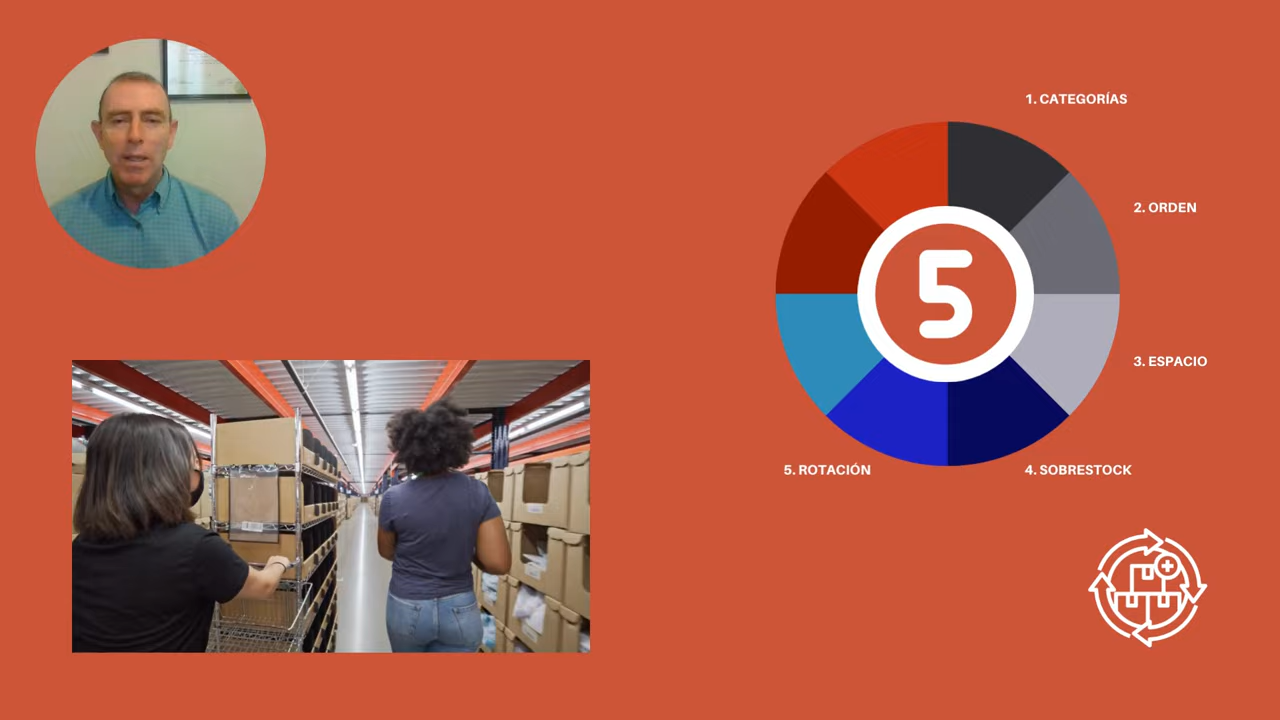 1. CATEGORÍAS
2. ORDEN
5
3. ESPACIO
5. ROTACIÓN
4. SOBRESTOCK